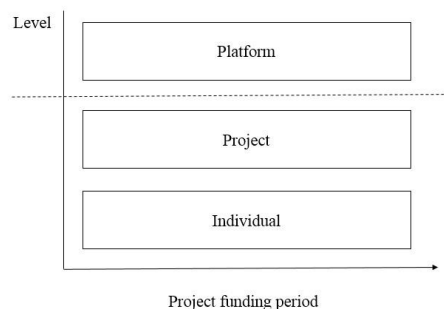 Level
Platform
Project
Individual
Project funding period